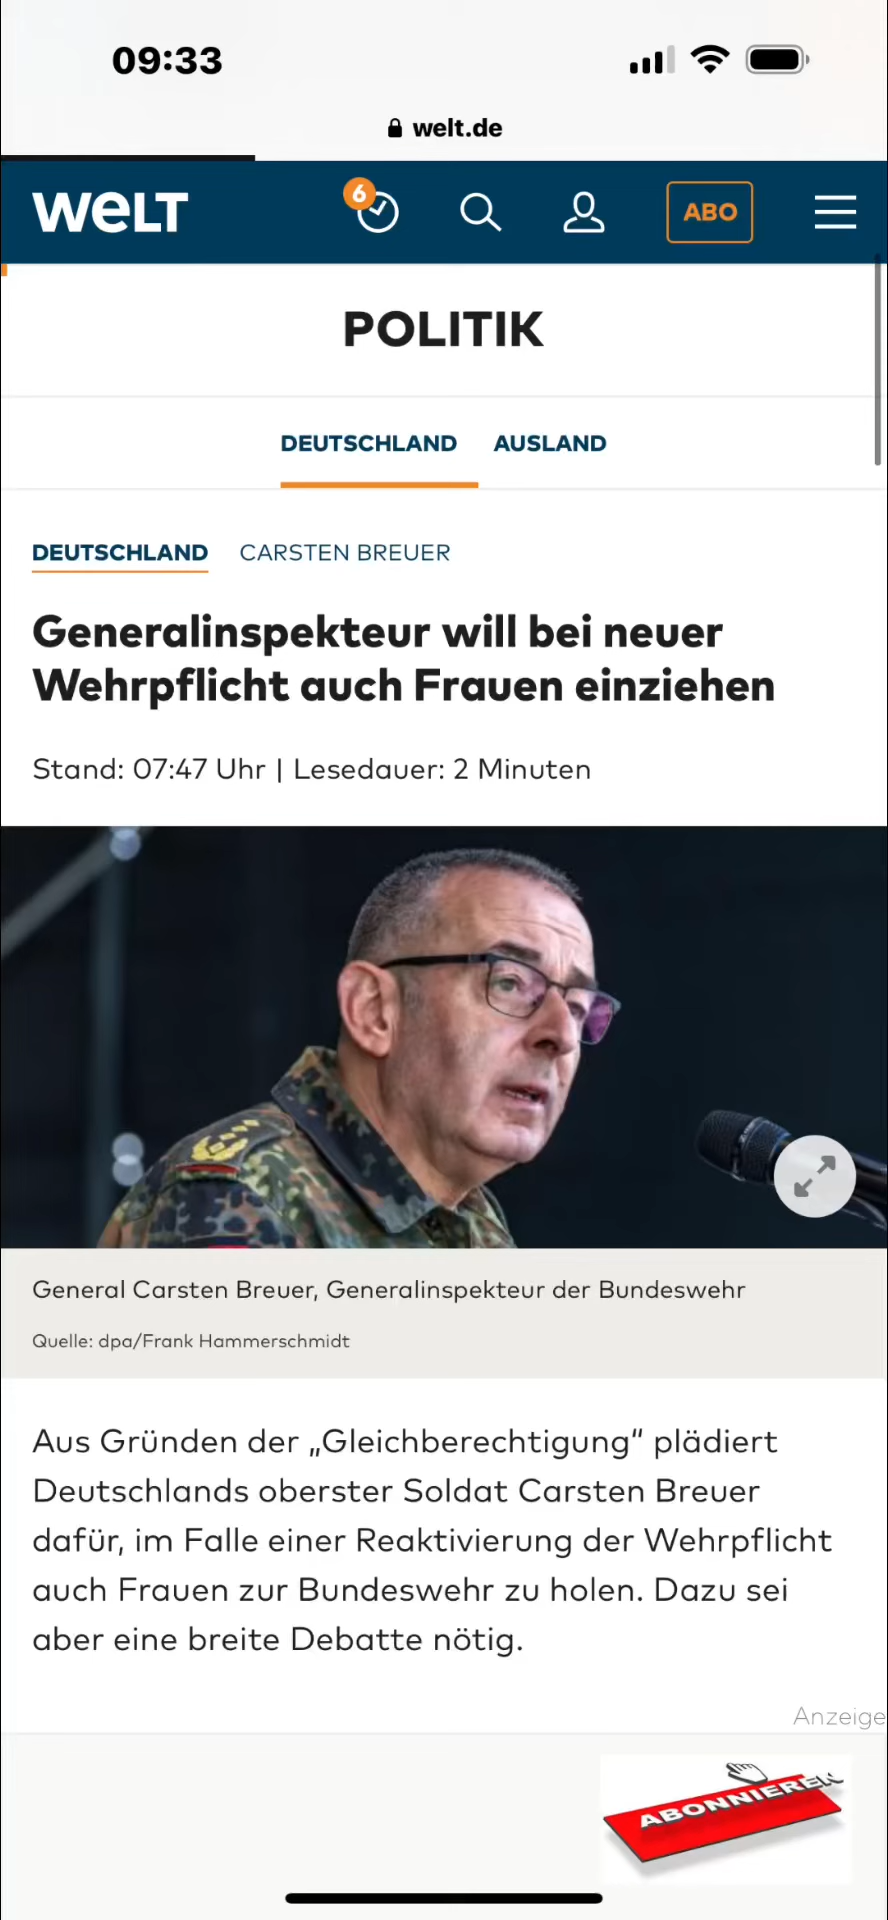 09:33
welt.de
WELT
6
ABO
POLITIK
DEUTSCHLAND AUSLAND
DEUTSCHLAND CARSTEN BREUER
Generalinspekteur will bei neuer
Wehrpflicht auch Frauen einziehen
Stand: 07:47 Uhr | Lesedauer: 2 Minuten
General Carsten Breuer, Generalinspekteur der Bundeswehr
Quelle: dpa/Frank Hammerschmidt
Aus Gründen der „Gleichberechtigung“ plädiert
Deutschlands oberster Soldat Carsten Breuer
dafür, im Falle einer Reaktivierung der Wehrpflicht
auch Frauen zur Bundeswehr zu holen. Dazu sei
aber eine breite Debatte nötig.
Anzeige
ABONNIEREN